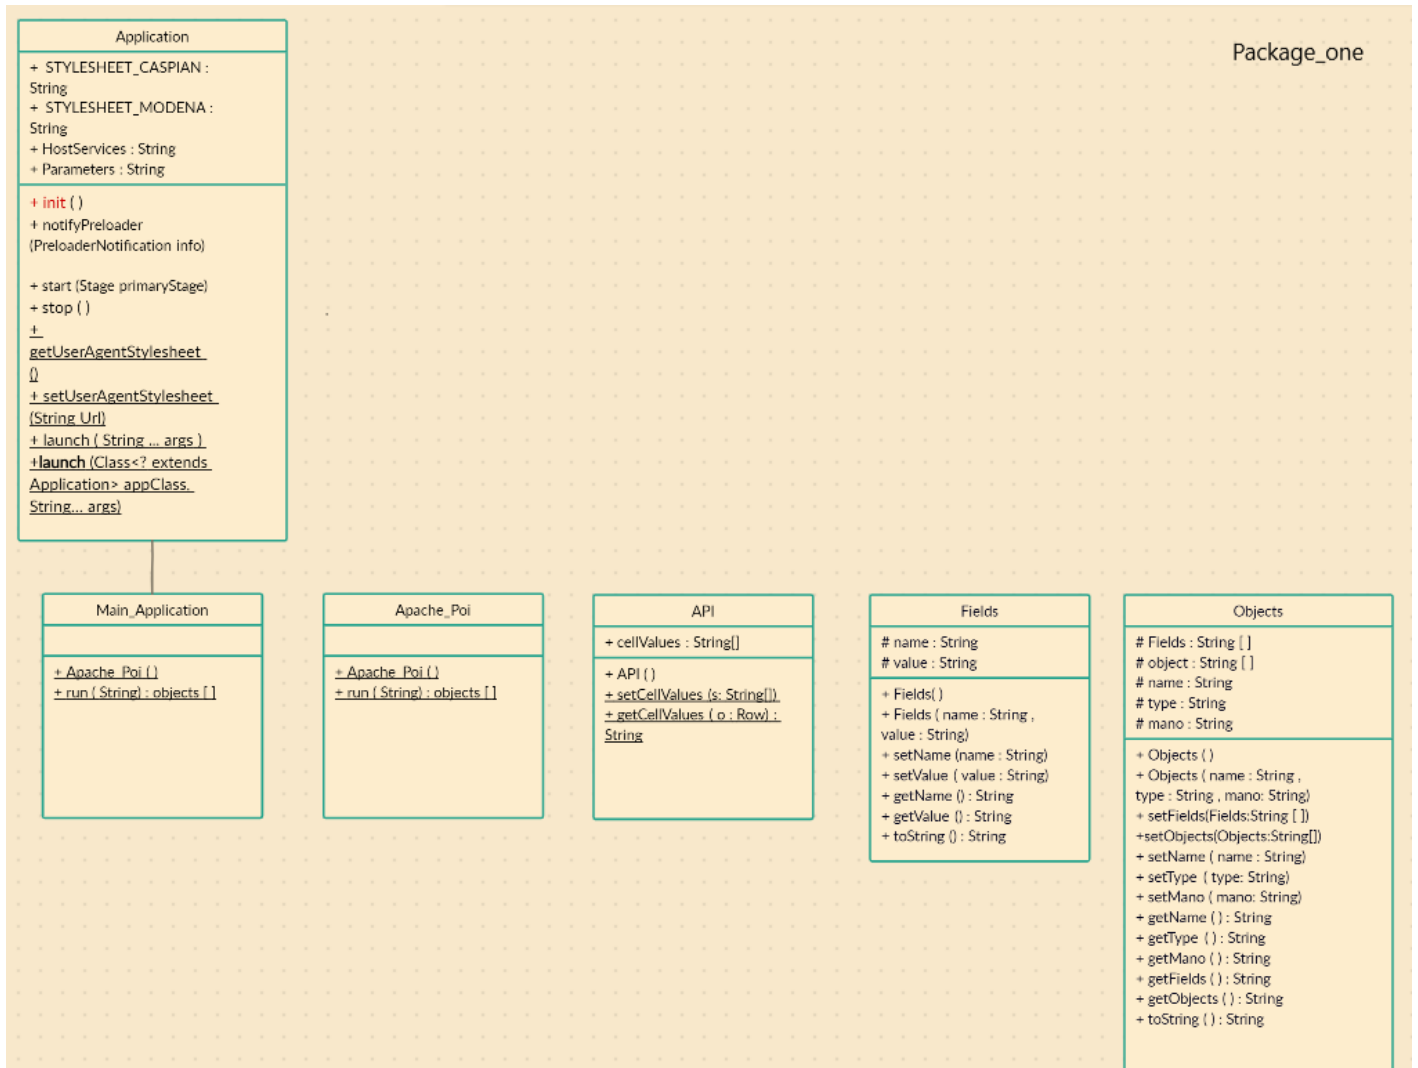 Package_one
Application
+ STYLESHEET_CASPIAN :
String
+ STYLESHEET_MODENA :
String
+ HostServices : String
+ Parameters : String
+ init ( )
+ notifyPreloader
(PreloaderNotification info)
+ start (Stage primaryStage)
+ stop ( )
+
getUserAgentStylesheet
()
+ setUserAgentStylesheet
(String Url)
+ launch ( String ... args )
+launch (Class<? extends
Application> appClass.
String... args)
Main_Application
+ Apache_Poi ( )
+ run ( String) : objects [ ]
Apache_Poi
+ Apache_Poi ( )
+ run ( String) : objects [ ]
API
+ cellValues : String[]
+ API ( )
+ setCellValues (s: String[])
+ getCellValues ( o : Row) :
String
Fields
# name : String
# value : String
+ Fields( )
+ Fields ( name : String ,
value : String)
+ setName (name : String)
+ setValue ( value : String)
+ getName () : String
+ getValue () : String
+ toString () : String
Objects
# Fields : String [ ]
# object : String [ ]
# name : String
# type : String
# mano : String
+ Objects ( )
+ Objects ( name : String ,
type : String , mano: String)
+ setFields(Fields:String [ ])
+setObjects(Objects:String[])
+ setName ( name : String)
+ setType ( type: String)
+ setMano ( mano: String)
+ getName ( ) : String
+ getType ( ) : String
+ getMano ( ) : String
+ getFields ( ) : String
+ getObjects ( ) : String
+ toString ( ) : String